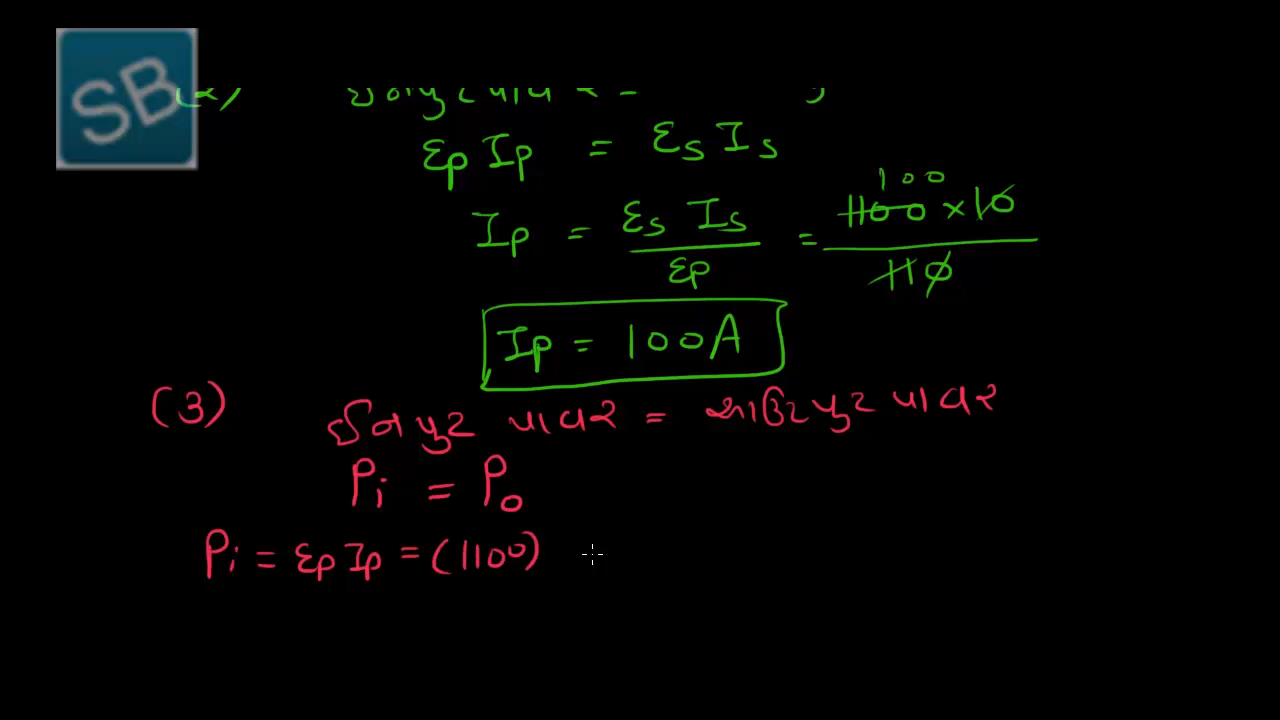 SB
εp Ip = εs Is
Ip = εs Is / εp = 1100 100 × 10 / 110
Ip = 100A
(3) ઈનપુટ પાવર = આઉટપુટ પાવર
Pi = Po
Pi = εp Ip = (1100)